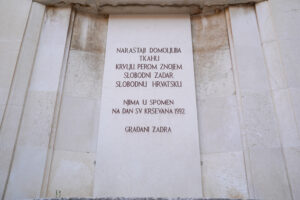 NARAŠTAJI DOMOLJUBA
TKAHU
KRVLJU PEROM ZNOJEM
SLOBODNI ZADAR
SLOBODNU HRVATSKU
NJIMA U SPOMEN
NA DAN SV KRŠEVANA 1992
GRAĐANI ZADRA